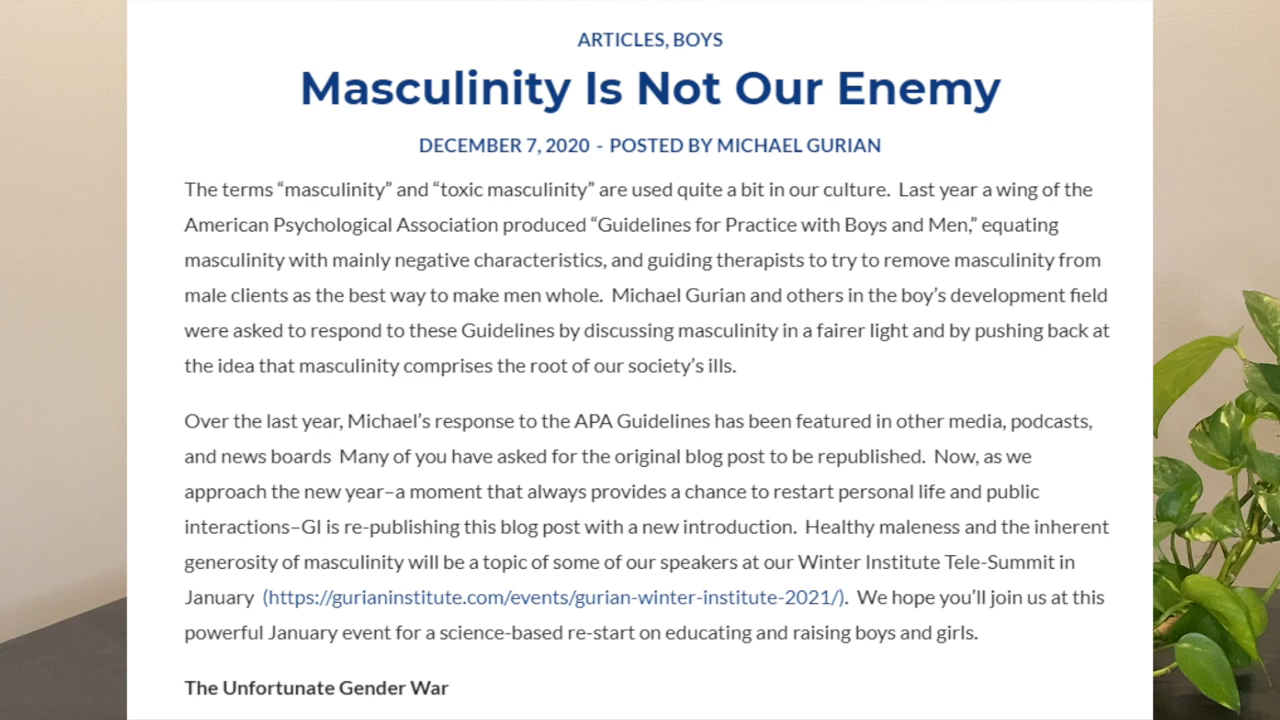 ARTICLES, BOYS
Masculinity Is Not Our Enemy
DECEMBER 7, 2020 - POSTED BY MICHAEL GURIAN
The terms “masculinity” and “toxic masculinity” are used quite a bit in our culture.  Last year a wing of the
American Psychological Association produced “Guidelines for Practice with Boys and Men,” equating
masculinity with mainly negative characteristics, and guiding therapists to try to remove masculinity from
male clients as the best way to make men whole.  Michael Gurian and others in the boy’s development field
were asked to respond to these Guidelines by discussing masculinity in a fairer light and by pushing back at
the idea that masculinity comprises the root of our society’s ills.
Over the last year, Michael’s response to the APA Guidelines has been featured in other media, podcasts,
and news boards  Many of you have asked for the original blog post to be republished.  Now, as we
approach the new year–a moment that always provides a chance to restart personal life and public
interactions–GI is re-publishing this blog post with a new introduction.  Healthy maleness and the inherent
generosity of masculinity will be a topic of some of our speakers at our Winter Institute Tele-Summit in
January  (https://gurianinstitute.com/events/gurian-winter-institute-2021/).  We hope you’ll join us at this
powerful January event for a science-based re-start on educating and raising boys and girls.
The Unfortunate Gender War